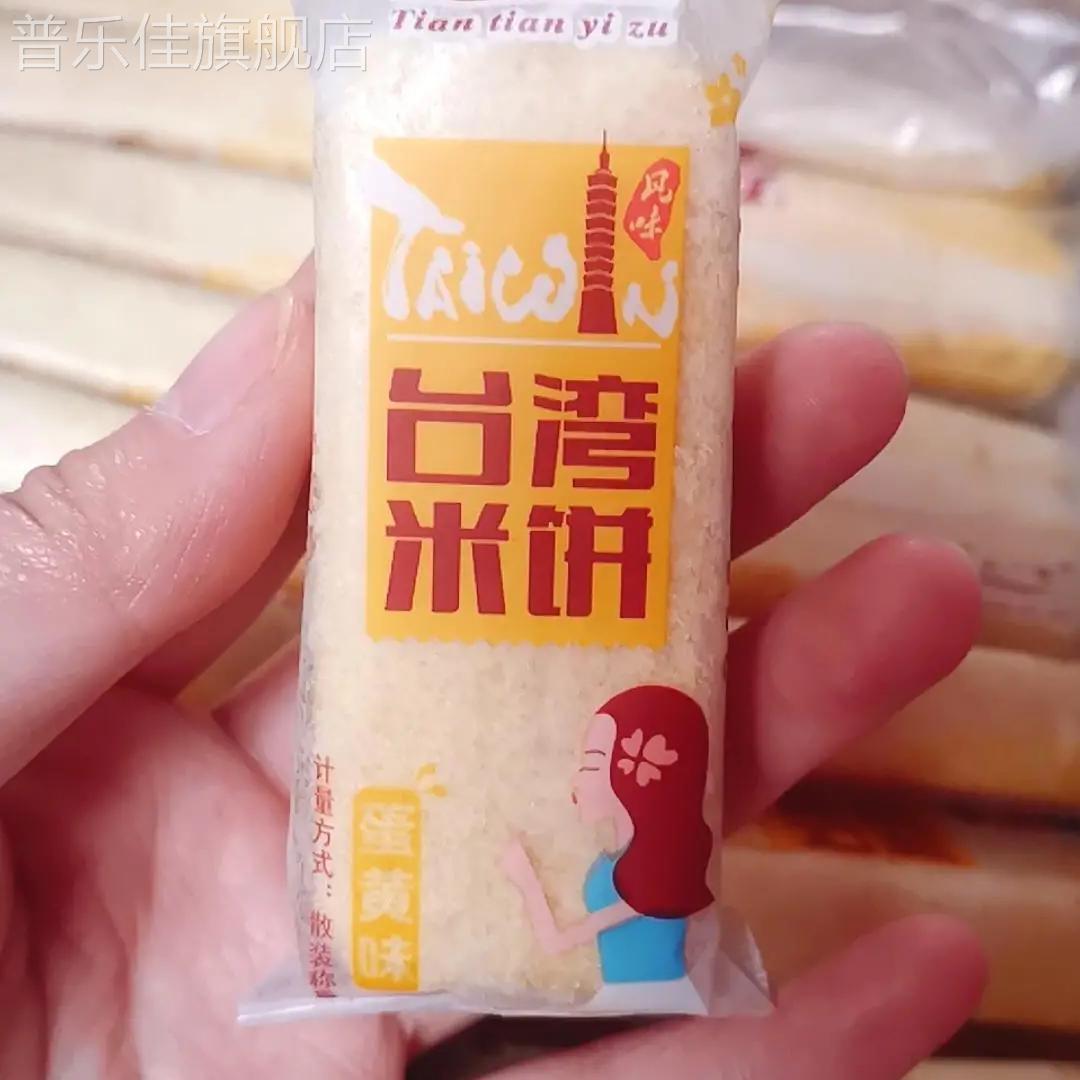 普乐佳旗舰店
Tian tian yi zu
风味
TAIWAN
台湾
米饼
蛋黄味
计量方式：散装称